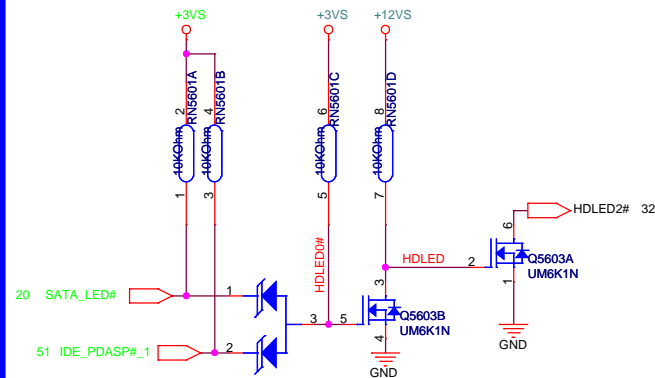 +3VS +3VS +12VS
2 4 6 8
10KOhm RN5601A
10KOhm RN5601B
10KOhm RN5601C
10KOhm RN5601D
1 3 5 7
HDLED2# 32
6
HDLED 2
Q5603A
UM6K1N
1
GND
HDLED0#
20 SATA_LED# 1
3 5
3
Q5603B
UM6K1N
4
GND
51 IDE_PDASP#_1 2